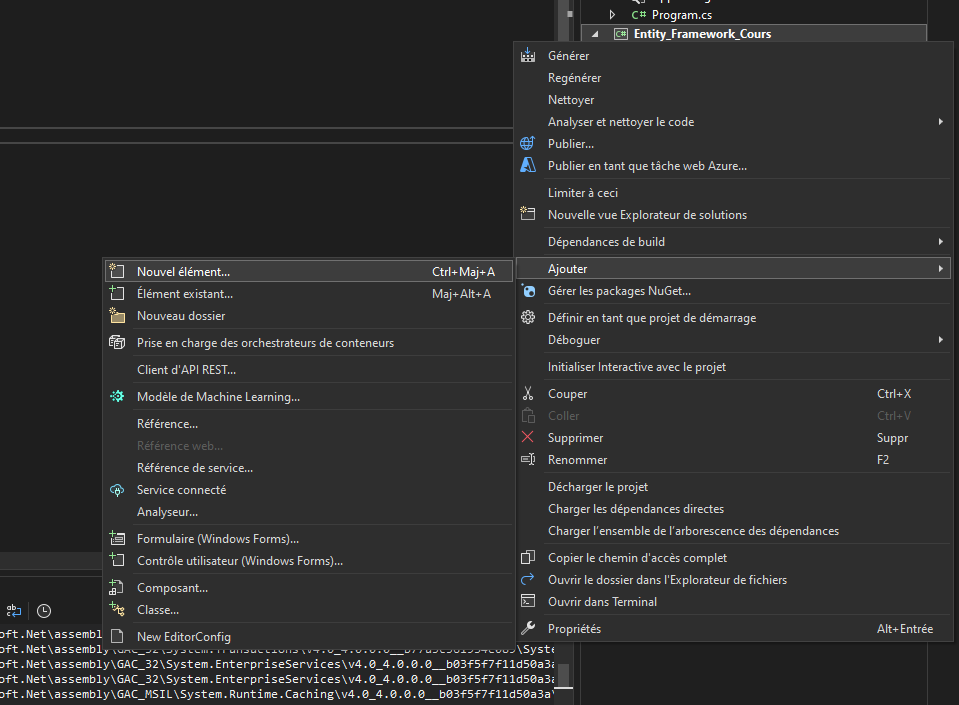 C# Program.cs
C# Entity_Framework_Cours
Générer
Regénérer
Nettoyer
Analyser et nettoyer le code
Publier...
Publier en tant que tâche web Azure...
Limiter à ceci
Nouvelle vue Explorateur de solutions
Dépendances de build
Ajouter
Gérer les packages NuGet...
Définir en tant que projet de démarrage
Déboguer
Initialiser Interactive avec le projet
Couper Ctrl+X
Coller Ctrl+V
Supprimer Suppr
Renommer F2
Décharger le projet
Charger les dépendances directes
Charger l'ensemble de l'arborescence des dépendances
Copier le chemin d'accès complet
Ouvrir le dossier dans l'Explorateur de fichiers
Ouvrir dans Terminal
Propriétés Alt+Entrée
Nouvel élément... Ctrl+Maj+A
Élément existant... Maj+Alt+A
Nouveau dossier
Prise en charge des orchestrateurs de conteneurs
Client d'API REST...
Modèle de Machine Learning...
Référence...
Référence web...
Référence de service...
Service connecté
Analyseur...
Formulaire (Windows Forms)...
Contrôle utilisateur (Windows Forms)...
Composant...
Classe...
New EditorConfig
oft.Net\assembl
oft.Net\assembly\GAC_32\System.Transactions\v4.0_4.0.0.0__b77a5c561934e089\Syste
oft.Net\assembly\GAC_32\System.EnterpriseServices\v4.0_4.0.0.0__b03f5f7f11d50a3a
oft.Net\assembly\GAC_32\System.EnterpriseServices\v4.0_4.0.0.0__b03f5f7f11d50a3a
oft.Net\assembly\GAC_MSIL\System.Runtime.Caching\v4.0_4.0.0.0__b03f5f7f11d50a3a\